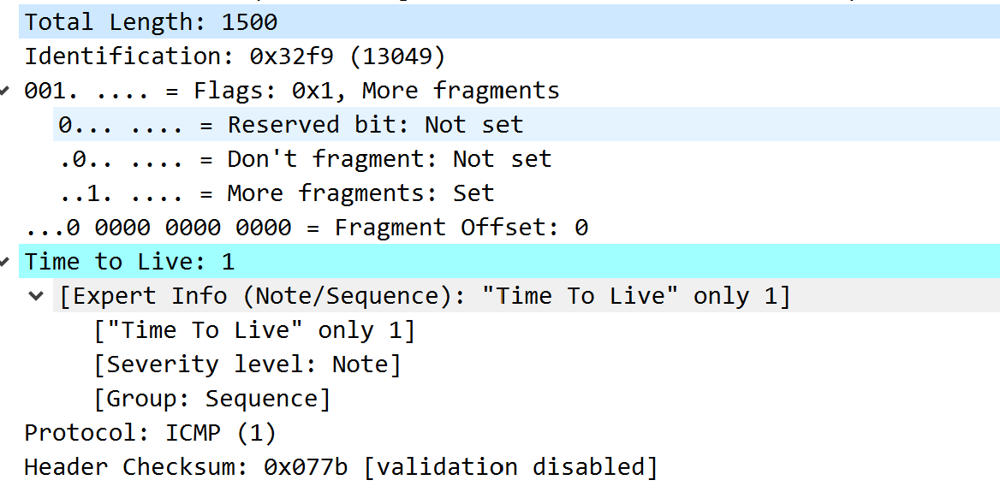 Total Length: 1500
Identification: 0x32f9 (13049)
001. .... = Flags: 0x1, More fragments
0... .... = Reserved bit: Not set
.0.. .... = Don't fragment: Not set
..1. .... = More fragments: Set
...0 0000 0000 0000 = Fragment Offset: 0
Time to Live: 1
[Expert Info (Note/Sequence): "Time To Live" only 1]
["Time To Live" only 1]
[Severity level: Note]
[Group: Sequence]
Protocol: ICMP (1)
Header Checksum: 0x077b [validation disabled]